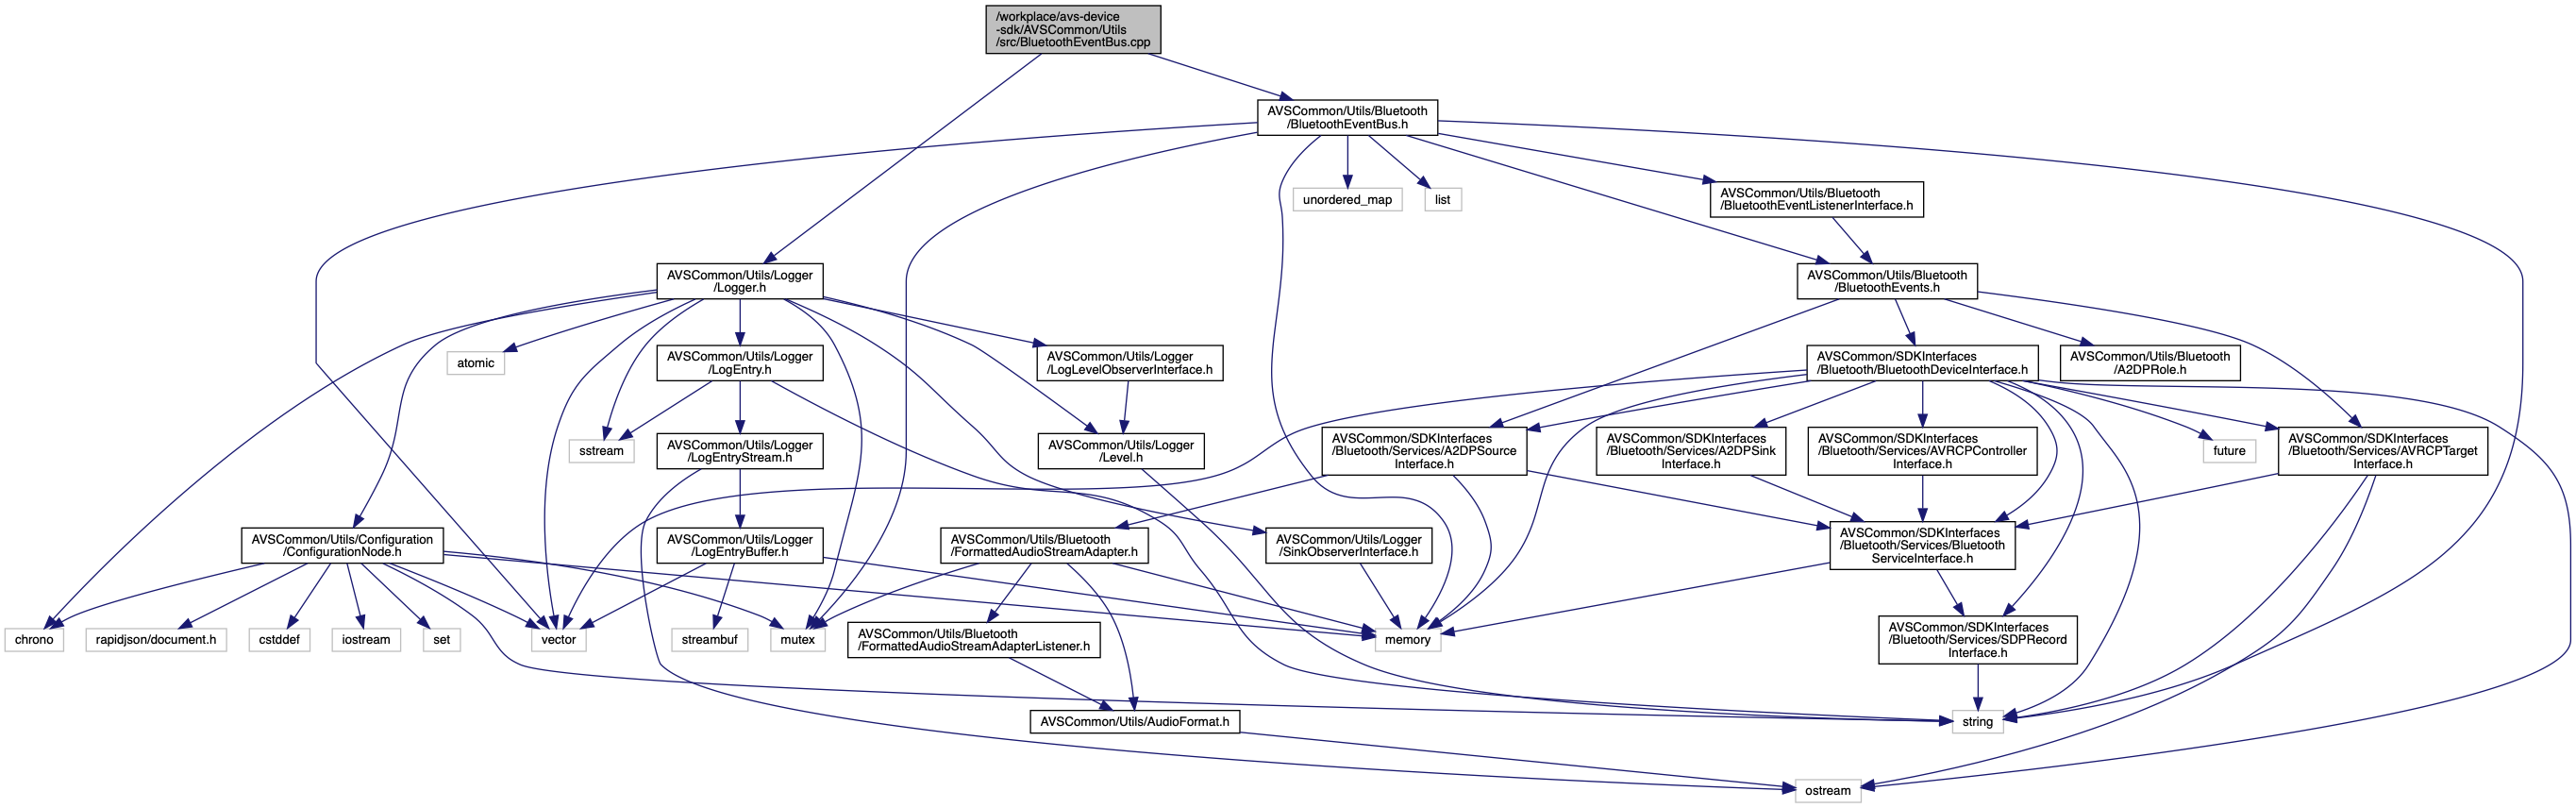 /workplace/avs-device
-sdk/AVSCommon/Utils
/src/BluetoothEventBus.cpp
AVSCommon/Utils/Bluetooth
/BluetoothEventBus.h
unordered_map
list
AVSCommon/Utils/Bluetooth
/BluetoothEventListenerInterface.h
AVSCommon/Utils/Logger
/Logger.h
AVSCommon/Utils/Bluetooth
/BluetoothEvents.h
atomic
AVSCommon/Utils/Logger
/LogEntry.h
AVSCommon/Utils/Logger
/LogLevelObserverInterface.h
AVSCommon/SDKInterfaces
/Bluetooth/BluetoothDeviceInterface.h
AVSCommon/Utils/Bluetooth
/A2DPRole.h
sstream
AVSCommon/Utils/Logger
/LogEntryStream.h
AVSCommon/Utils/Logger
/Level.h
AVSCommon/SDKInterfaces
/Bluetooth/Services/A2DPSource
Interface.h
AVSCommon/SDKInterfaces
/Bluetooth/Services/A2DPSink
Interface.h
AVSCommon/SDKInterfaces
/Bluetooth/Services/AVRCPController
Interface.h
future
AVSCommon/SDKInterfaces
/Bluetooth/Services/AVRCPTarget
Interface.h
AVSCommon/Utils/Configuration
/ConfigurationNode.h
AVSCommon/Utils/Logger
/LogEntryBuffer.h
AVSCommon/Utils/Bluetooth
/FormattedAudioStreamAdapter.h
AVSCommon/Utils/Logger
/SinkObserverInterface.h
AVSCommon/SDKInterfaces
/Bluetooth/Services/Bluetooth
ServiceInterface.h
chrono
rapidjson/document.h
cstddef
iostream
set
vector
streambuf
mutex
AVSCommon/Utils/Bluetooth
/FormattedAudioStreamAdapterListener.h
memory
AVSCommon/SDKInterfaces
/Bluetooth/Services/SDPRecord
Interface.h
AVSCommon/Utils/AudioFormat.h
string
ostream